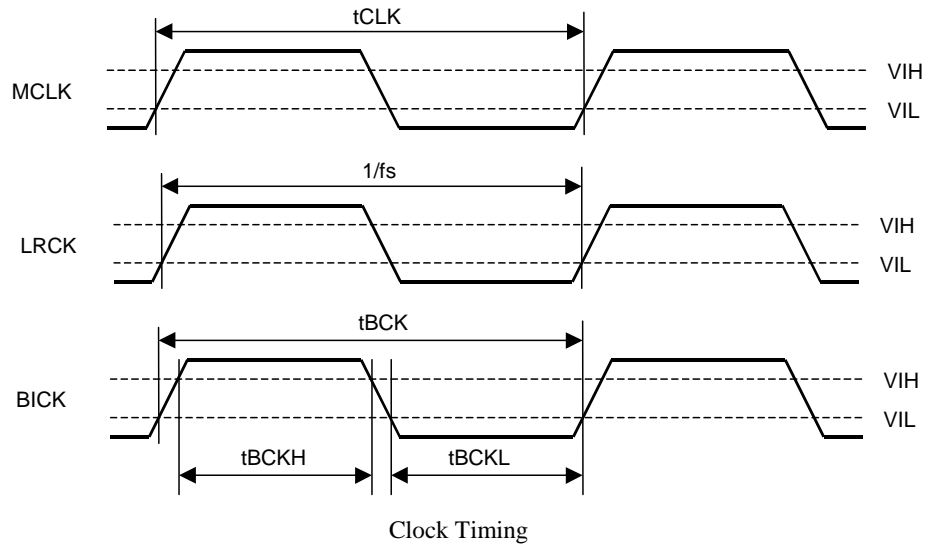 tCLK
VIH
MCLK
VIL
1/fs
VIH
LRCK
VIL
tBCK
VIH
BICK
VIL
tBCKH
tBCKL
Clock Timing